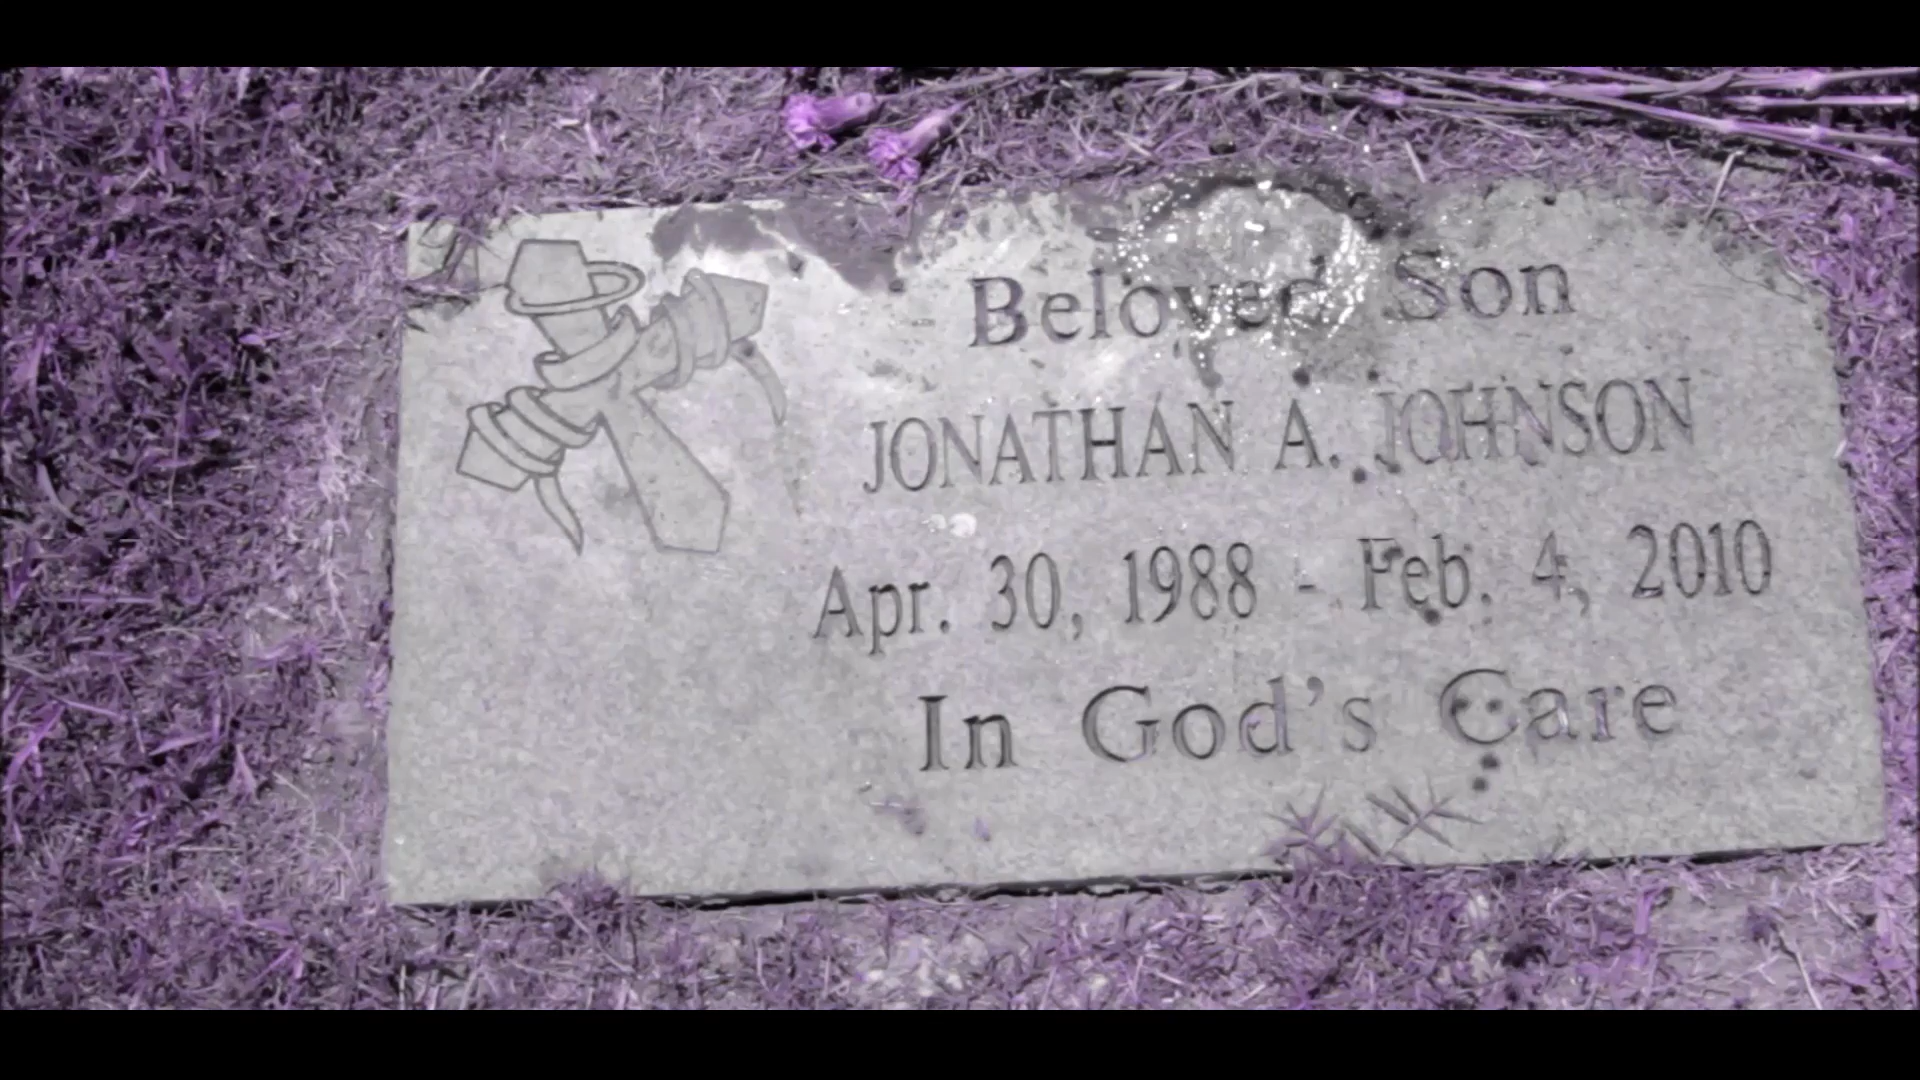 Beloved Son
JONATHAN A. JOHNSON
Apr. 30, 1988 - Feb. 4, 2010
In God's Care